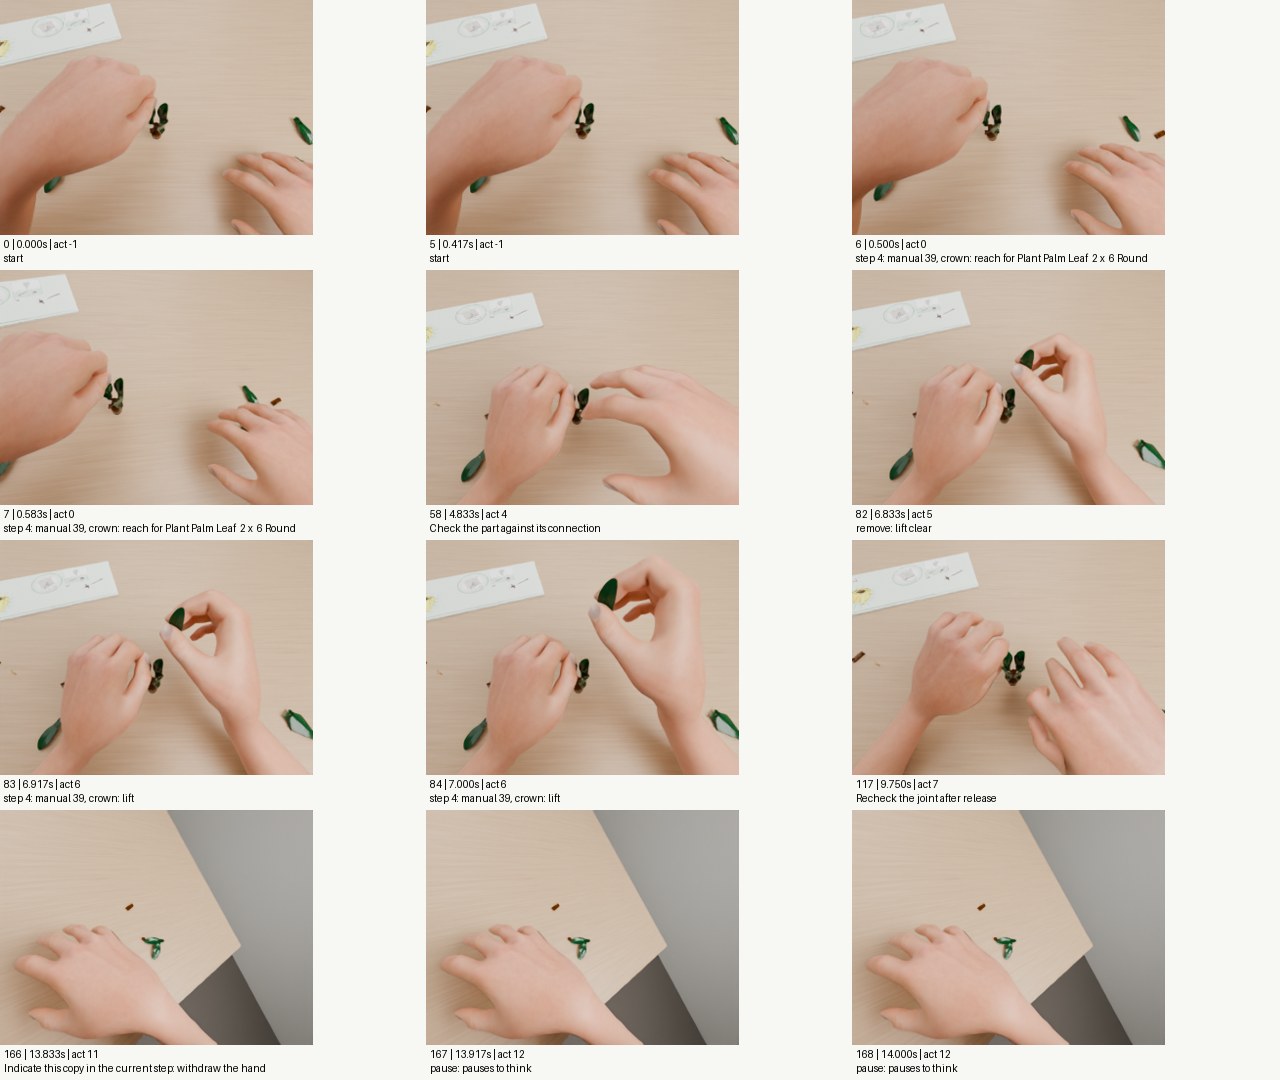 0 | 0.000s | act -1
start
5 | 0.417s | act -1
start
6 | 0.500s | act 0
step 4: manual 39, crown: reach for Plant Palm Leaf 2 x 6 Round
7 | 0.583s | act 0
step 4: manual 39, crown: reach for Plant Palm Leaf 2 x 6 Round
58 | 4.833s | act 4
Check the part against its connection
82 | 6.833s | act 5
remove: lift clear
83 | 6.917s | act 6
step 4: manual 39, crown: lift
84 | 7.000s | act 6
step 4: manual 39, crown: lift
117 | 9.750s | act 7
Recheck the joint after release
166 | 13.833s | act 11
Indicate this copy in the current step: withdraw the hand
167 | 13.917s | act 12
pause: pauses to think
168 | 14.000s | act 12
pause: pauses to think